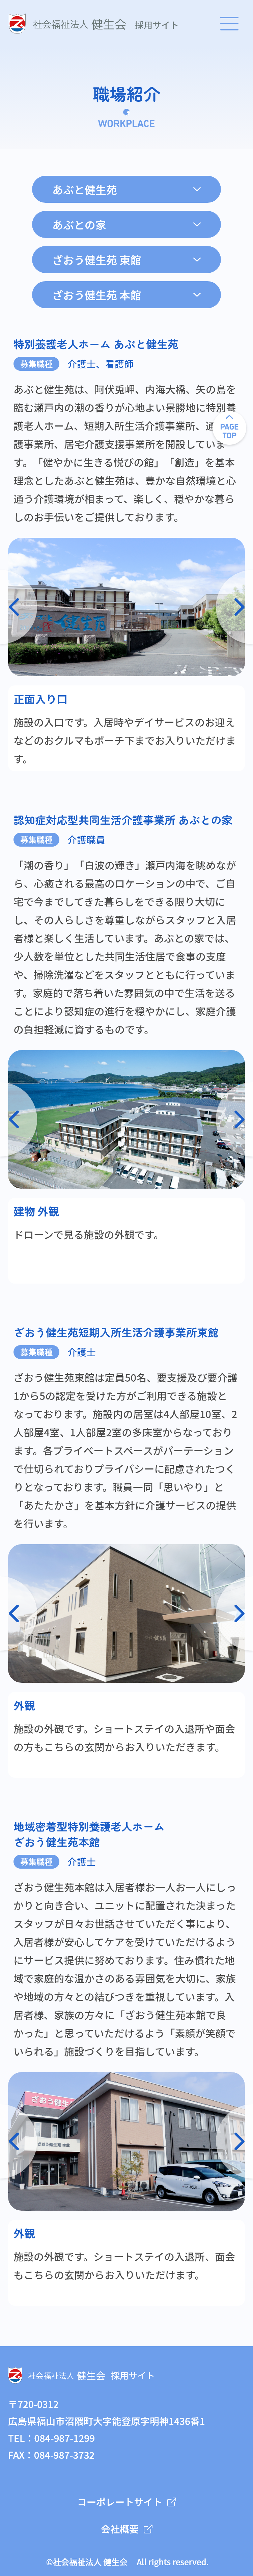 社会福祉法人 健生会 採用サイト
職場紹介
WORKPLACE
あぶと健生苑
あぶとの家
ざおう健生苑 東館
ざおう健生苑 本館
特別養護老人ホーム あぶと健生苑
募集職種 介護士、看護師
あぶと健生苑は、阿伏兎岬、内海大橋、矢の島を
臨む瀬戸内の潮の香りが心地よい景勝地に特別養
護老人ホーム、短期入所生活介護事業所、通
護事業所、居宅介護支援事業所を開設していま
す。「健やかに生きる悦びの館」「創造」を基本
理念としたあぶと健生苑は、豊かな自然環境と心
通う介護環境が相まって、楽しく、穏やかな暮ら
しのお手伝いをご提供しております。
PAGE
TOP
正面入り口
施設の入口です。入居時やデイサービスのお迎え
などのおクルマもポーチ下までお入りいただけま
す。
認知症対応型共同生活介護事業所 あぶとの家
募集職種 介護職員
「潮の香り」「白波の輝き」瀬戸内海を眺めなが
ら、心癒される最高のロケーションの中で、ご自
宅で今までしてきた暮らしをできる限り大切に
し、その人らしさを尊重しながらスタッフと入居
者様と楽しく生活しています。あぶとの家では、
少人数を単位とした共同生活住居で食事の支度
や、掃除洗濯などをスタッフとともに行っていま
す。家庭的で落ち着いた雰囲気の中で生活を送る
ことにより認知症の進行を穏やかにし、家庭介護
の負担軽減に資するものです。
建物 外観
ドローンで見る施設の外観です。
ざおう健生苑短期入所生活介護事業所東館
募集職種 介護士
ざおう健生苑東館は定員50名、要支援及び要介護
1から5の認定を受けた方がご利用できる施設と
なっております。施設内の居室は4人部屋10室、2
人部屋4室、1人部屋2室の多床室からなっており
ます。各プライベートスペースがパーテーション
で仕切られておりプライバシーに配慮されたつく
りとなっております。職員一同「思いやり」と
「あたたかさ」を基本方針に介護サービスの提供
を行います。
外観
施設の外観です。ショートステイの入退所や面会
の方もこちらの玄関からお入りいただきます。
地域密着型特別養護老人ホーム
ざおう健生苑本館
募集職種 介護士
ざおう健生苑本館は入居者様お一人お一人にしっ
かりと向き合い、ユニットに配置された決まった
スタッフが日々お世話させていただく事により、
入居者様が安心してケアを受けていただけるよう
にサービス提供に努めております。住み慣れた地
域で家庭的な温かさのある雰囲気を大切に、家族
や地域の方々との結びつきを重視しています。入
居者様、家族の方々に「ざおう健生苑本館で良
かった」と思っていただけるよう「素顔が笑顔で
いられる」施設づくりを目指しています。
外観
施設の外観です。ショートステイの入退所、面会
もこちらの玄関からお入りいただけます。
社会福祉法人 健生会 採用サイト
〒720-0312
広島県福山市沼隈町大字能登原字明神1436番1
TEL：084-987-1299
FAX：084-987-3732
コーポレートサイト
会社概要
©社会福祉法人 健生会 All rights reserved.